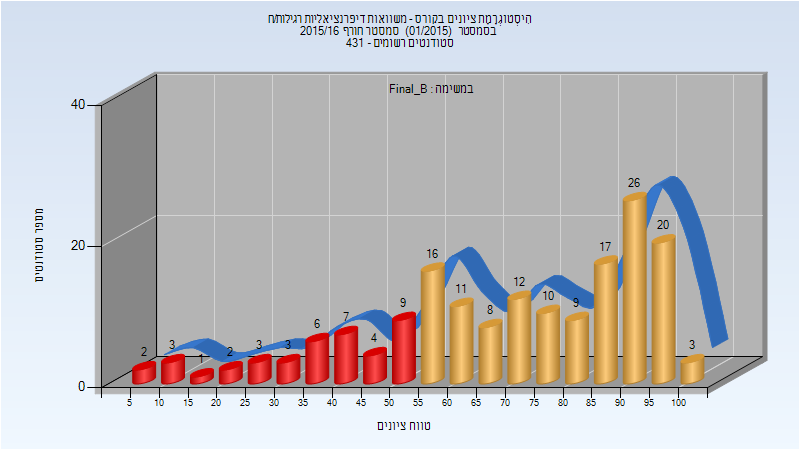 היסטוגרמת ציונים בקורס - משוואות דיפרנציאליות רגילות/ח
בסמסטר (01/2015) סמסטר חורף 2015/16
סטודנטים רשומים - 431
במשימה : Final_B
מספר סטודנטים
40
20
0
2 3 1 2 3 3 6 7 4 9 16 11 8 12 10 9 17 26 20 3
5 10 15 20 25 30 35 40 45 50 55 60 65 70 75 80 85 90 95 100
טווח ציונים